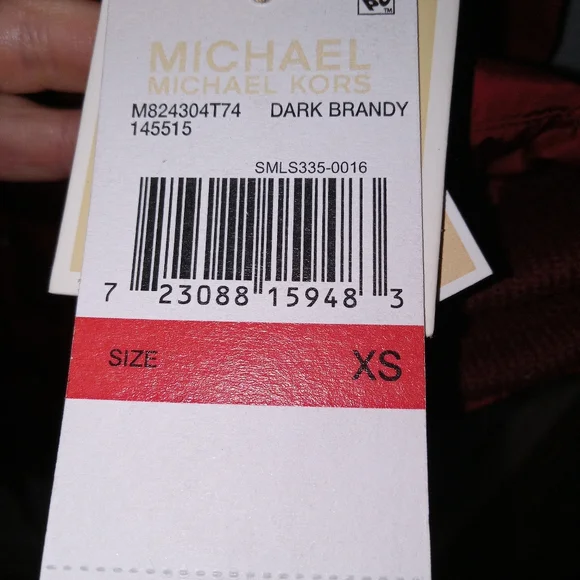 MICHAEL
MICHAEL KORS
M824304T74 DARK BRANDY
145515
SMLS335-0016
7 23088 15948 3
SIZE XS